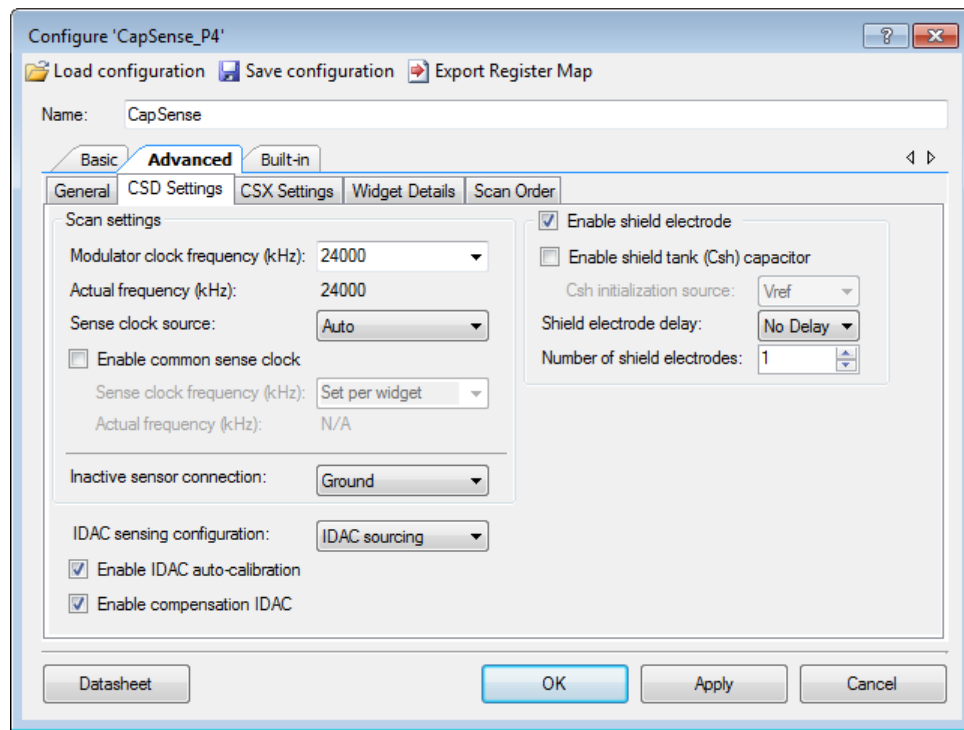 Configure 'CapSense_P4'
Load configuration Save configuration Export Register Map
Name: CapSense
Basic Advanced Built-in
General CSD Settings CSX Settings Widget Details Scan Order
Scan settings
Modulator clock frequency (kHz): 24000
Actual frequency (kHz): 24000
Sense clock source: Auto
Enable common sense clock
Sense clock frequency (kHz): Set per widget
Actual frequency (kHz): N/A
Inactive sensor connection: Ground
IDAC sensing configuration: IDAC sourcing
Enable IDAC auto-calibration
Enable compensation IDAC
Enable shield electrode
Enable shield tank (Csh) capacitor
Csh initialization source: Vref
Shield electrode delay: No Delay
Number of shield electrodes: 1
Datasheet OK Apply Cancel